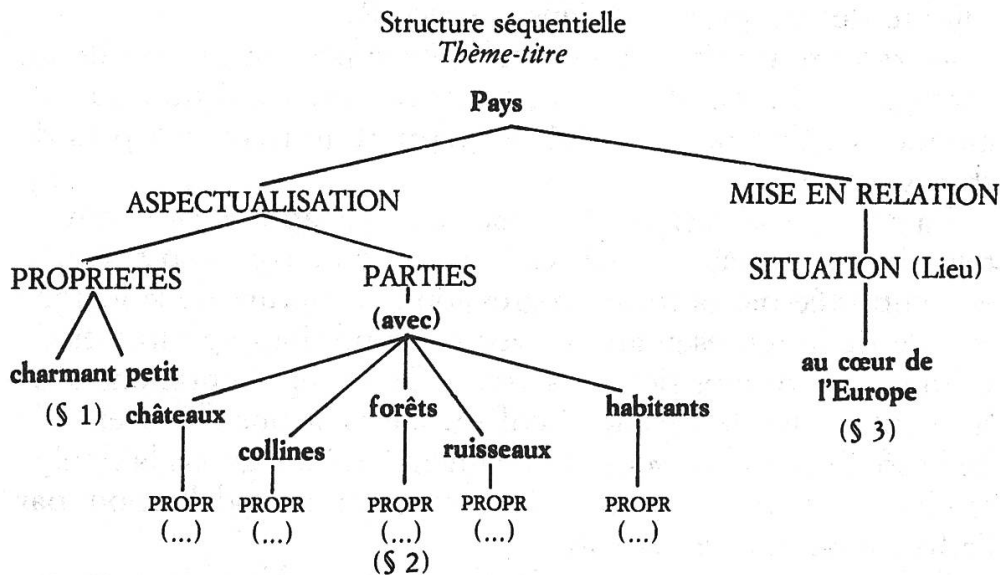 Structure séquentielle
Thème-titre
Pays
ASPECTUALISATION
MISE EN RELATION
PROPRIETES
PARTIES
SITUATION (Lieu)
(avec)
charmant petit
au cœur de
l'Europe
(§ 1)
châteaux
forêts
habitants
(§ 3)
collines
ruisseaux
PROPR
PROPR
PROPR
PROPR
PROPR
(...)
(...)
(...)
(...)
(...)
(§ 2)